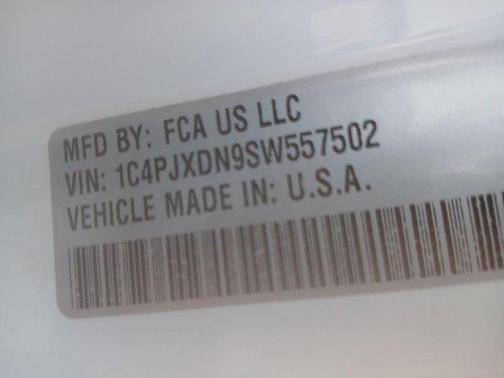 MFD BY: FCA US LLC
VIN: 1C4PJXDN9SW557502
VEHICLE MADE IN: U.S.A.